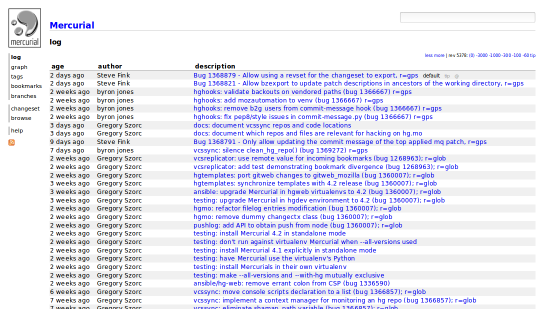 mercurial
Mercurial
log
less more | rev 5378: (0) -3000 -1000 -300 -100 -60 tip
log
graph
tags
bookmarks
branches
changeset
browse
help
age author description
2 days ago Steve Fink Bug 1368879 - Allow using a revset for the changeset to export, r=gps default
2 days ago Steve Fink Bug 1368821 - Allow bzexport to update patch descriptions in ancestors of the working directory, r=gps
2 weeks ago byron jones hghooks: validate backouts on vendored paths (bug 1366667) r=gps
2 weeks ago byron jones hghooks: add mozautomation to venv (bug 1366667) r=gps
2 weeks ago byron jones hghooks: remove b2g users from commit-message hook (bug 1366667) r=gps
2 weeks ago byron jones hghooks: fix pep8/style issues in commit-message.py (bug 1366667) r=gps
3 days ago Gregory Szorc docs: document vcssync repos and code locations
3 days ago Gregory Szorc docs: document which repos and files are relevant for hacking on hg.mo
9 days ago Steve Fink Bug 1368791 - Only allow updating the commit message of the top applied mq patch, r=gps
7 days ago byron jones vcssync: silence clean_hg_repo() (bug 1369272) r=gps
2 weeks ago Gregory Szorc vcsreplicator: use remote value for incoming bookmarks (bug 1268963); r=glob
2 weeks ago Gregory Szorc vcsreplicator: add test demonstrating bookmark divergence (bug 1268963); r=glob
2 weeks ago Gregory Szorc hgtemplates: port gitweb changes to gitweb_mozilla (bug 1360007); r=glob
3 weeks ago Gregory Szorc hgtemplates: synchronize templates with 4.2 release (bug 1360007); r=glob
3 weeks ago Gregory Szorc ansible: upgrade Mercurial in hgweb virtualenvs to 4.2 (bug 1360007); r=glob
3 weeks ago Gregory Szorc testing: upgrade Mercurial in hgdev environment to 4.2 (bug 1360007); r=glob
2 weeks ago Gregory Szorc hgmo: refactor filelog entries modification (bug 1360007); r=glob
2 weeks ago Gregory Szorc hgmo: remove dummy changectx class (bug 1360007); r=glob
2 weeks ago Gregory Szorc pushlog: add API to obtain push from node (bug 1360007); r=glob
2 weeks ago Gregory Szorc testing: install Mercurial 4.2 in standalone mode
2 weeks ago Gregory Szorc testing: don't run against virtualenv Mercurial when --all-versions used
2 weeks ago Gregory Szorc testing: install Mercurial 4.1 explicitly in standalone mode
2 weeks ago Gregory Szorc testing: have Mercurial use the virtualenv's Python
2 weeks ago Gregory Szorc testing: install Mercurials in their own virtualenv
2 weeks ago Gregory Szorc testing: make --all-versions and --with-hg mutually exclusive
2 weeks ago Gregory Szorc ansible/hg-web: remove errant colon from CSP (bug 1336590)
6 weeks ago Gregory Szorc vcssync: move console scripts declaration to a list (bug 1366857); r=glob
7 weeks ago Gregory Szorc vcssync: implement a context manager for monitoring an hg repo (bug 1366857); r=glob